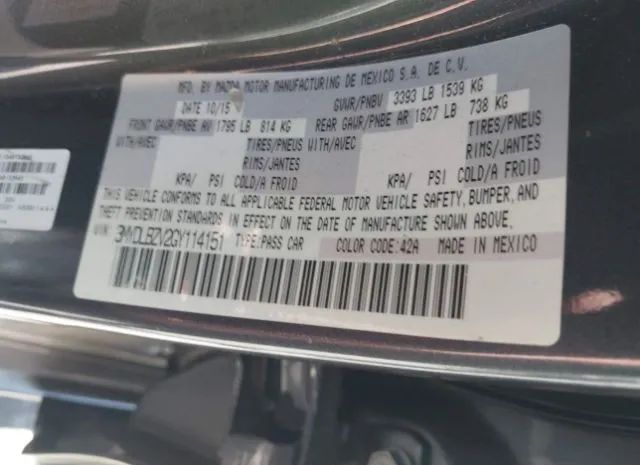 MFD. BY MAZDA MOTOR MANUFACTURING DE MEXICO S.A. DE C.V.
DATE 10/15 GVWR/PNBV 3393 LB 1539 KG
FRONT GAWR/PNBE AV 1795 LB 814 KG REAR GAWR/PNBE AR 1627 LB 738 KG
WITH/AVEC TIRES/PNEUS WITH/AVEC TIRES/PNEUS
RIMS/JANTES RIMS/JANTES
KPA/ PSI COLD/A FROID KPA/ PSI COLD/A FROID
THIS VEHICLE CONFORMS TO ALL APPLICABLE FEDERAL MOTOR VEHICLE SAFETY, BUMPER, AND
THEFT PREVENTION STANDARDS IN EFFECT ON THE DATE OF MANUFACTURE SHOWN ABOVE.
VIN: 3MYDLBZV2GY114151 TYPE/PASS CAR COLOR CODE:42A MADE IN MEXICO